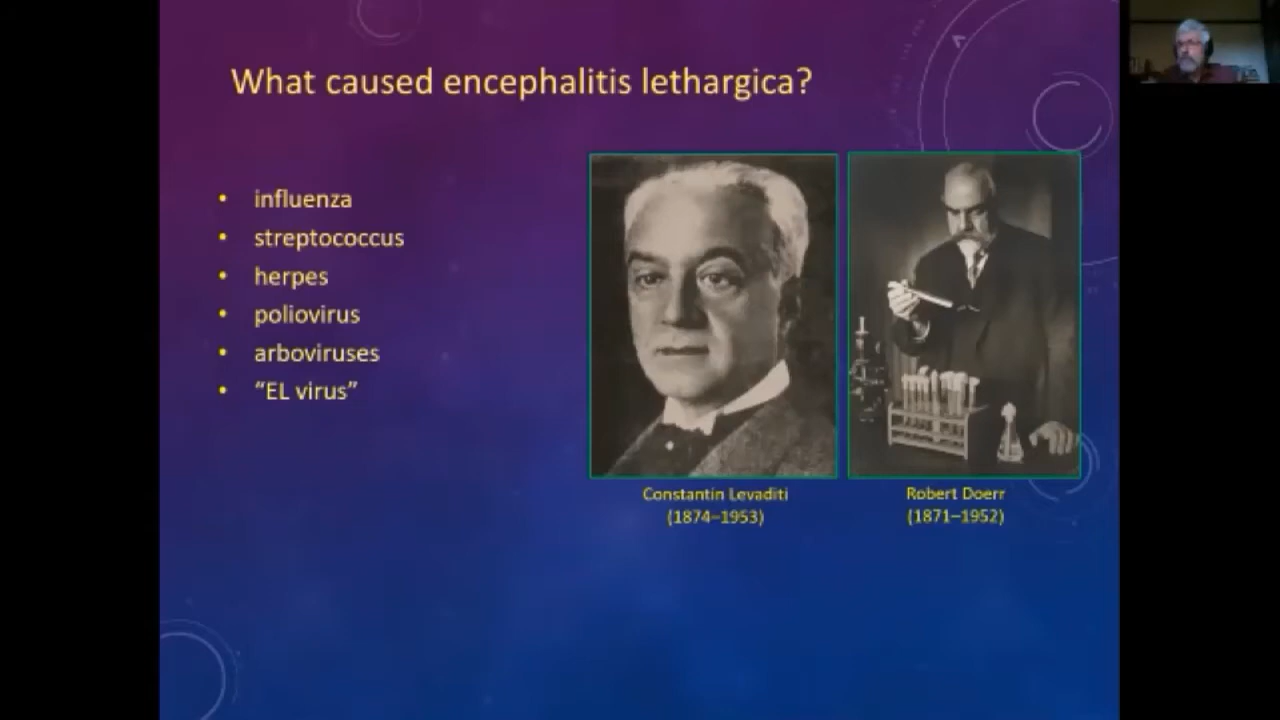 What caused encephalitis lethargica?
• influenza
• streptococcus
• herpes
• poliovirus
• arboviruses
• “EL virus”
Constantin Levaditi
(1874–1953)
Robert Doerr
(1871–1952)